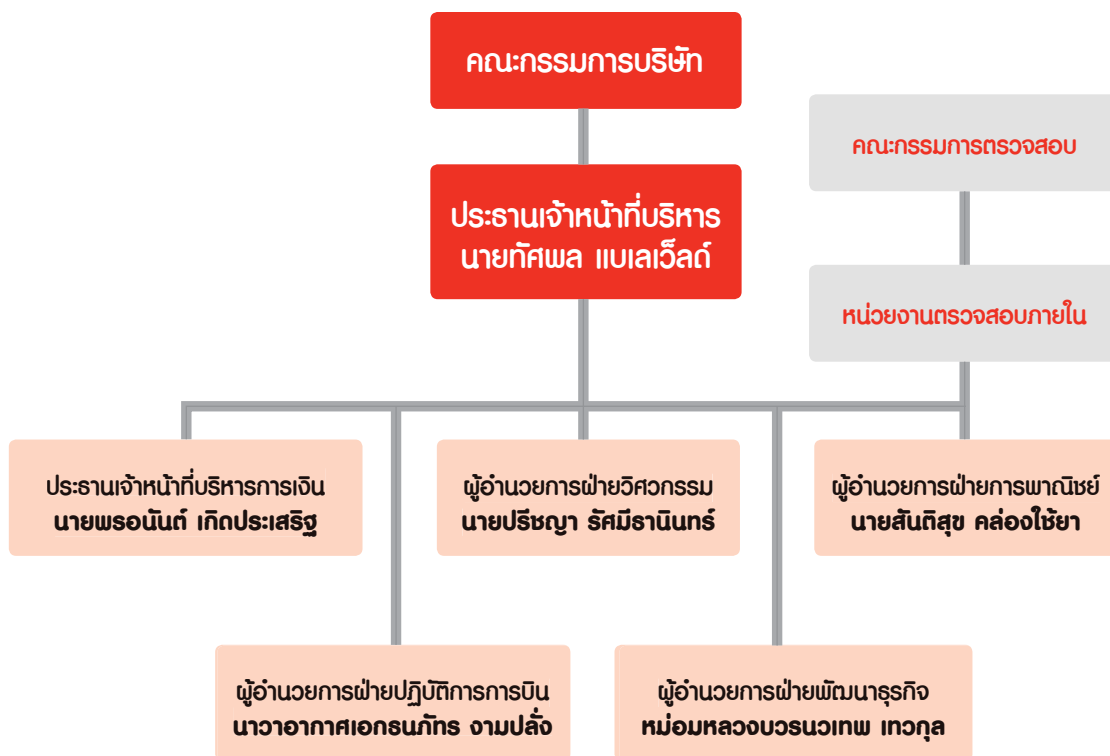 คณะกรรมการบริษัท
คณะกรรมการตรวจสอบ
ประธานเจ้าหน้าที่บริหาร
นายทัศพล แบเลเว็ลด์
หน่วยงานตรวจสอบภายใน
ประธานเจ้าหน้าที่บริหารการเงิน
นายพรอนันต์ เกิดประเสริฐ
ผู้อำนวยการฝ่ายวิศวกรรม
นายปรีชญา รัศมีธานินทร์
ผู้อำนวยการฝ่ายการพาณิชย์
นายสันติสุข คล่องใช้ยา
ผู้อำนวยการฝ่ายปฏิบัติการการบิน
นาวาอากาศเอกธนภัทร งามปลั่ง
ผู้อำนวยการฝ่ายพัฒนาธุรกิจ
หม่อมหลวงบวรนวเทพ เทวกุล